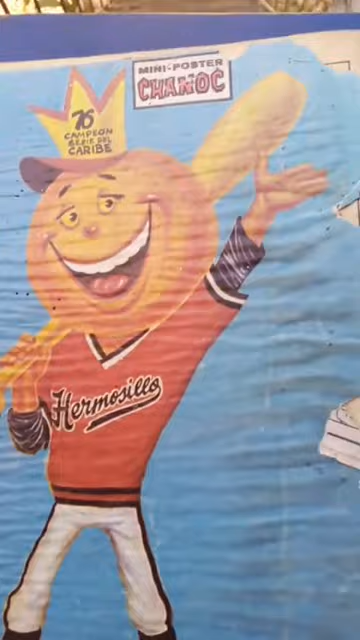 MINI-POSTER
CHANOC
76
CAMPEON
SERIE DEL
CARIBE
Hermosillo